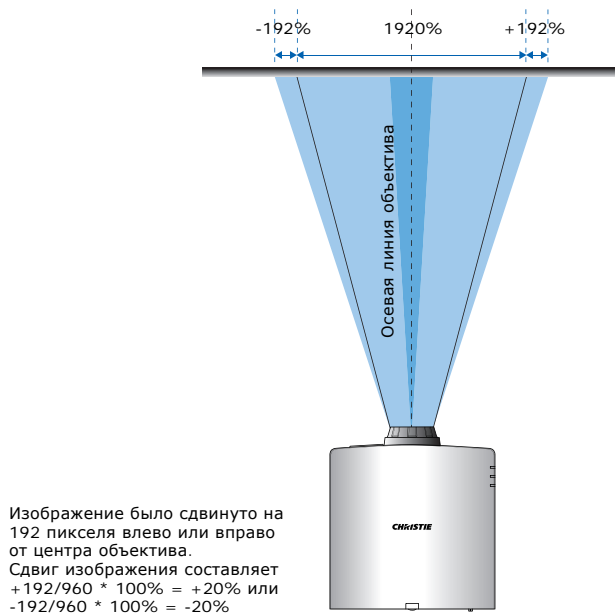 -192% 1920% +192%
Осевая линия объектива
CHRISTIE
Изображение было сдвинуто на
192 пикселя влево или вправо
от центра объектива.
Сдвиг изображения составляет
+192/960 * 100% = +20% или
-192/960 * 100% = -20%